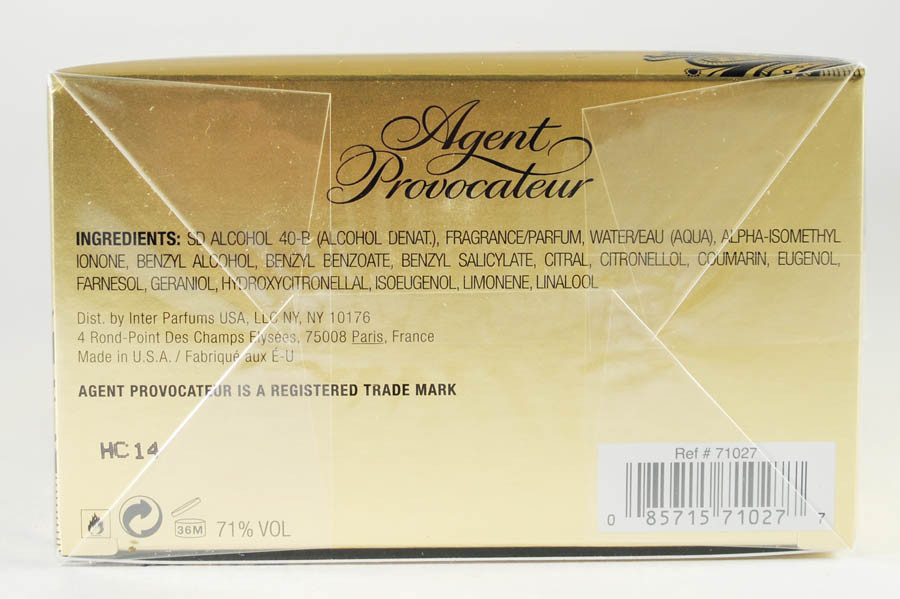 Agent
Provocateur
INGREDIENTS: SD ALCOHOL 40-B (ALCOHOL DENAT.), FRAGRANCE/PARFUM, WATER/EAU (AQUA), ALPHA-ISOMETHYL
IONONE, BENZYL ALCOHOL, BENZYL BENZOATE, BENZYL SALICYLATE, CITRAL, CITRONELLOL, COUMARIN, EUGENOL,
FARNESOL, GERANIOL, HYDROXYCITRONELLAL, ISOEUGENOL, LIMONENE, LINALOOL
Dist. by Inter Parfums USA, LLC NY, NY 10176
4 Rond-Point Des Champs Elysées, 75008 Paris, France
Made in U.S.A. / Fabriqué aux É-U
AGENT PROVOCATEUR IS A REGISTERED TRADE MARK
HC14
36M 71% VOL
Ref # 71027
0 85715 71027 7